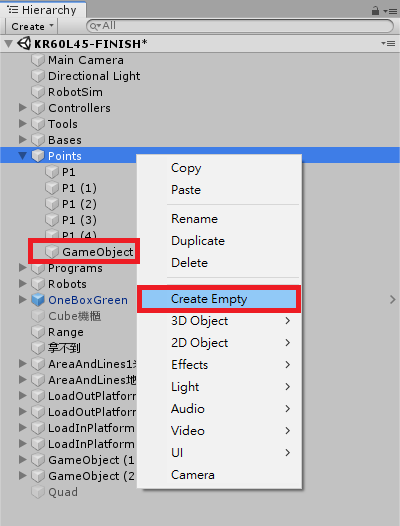 Hierarchy
Create
All
KR60L45-FINISH*
Main Camera
Directional Light
RobotSim
Controllers
Tools
Bases
Points
P1
P1 (1)
P1 (2)
P1 (3)
P1 (4)
GameObject
Programs
Robots
OneBoxGreen
Cube機櫃
Range
拿不到
AreaAndLines1
AreaAndLines地
LoadOutPlatform
LoadOutPlatform
LoadInPlatform
LoadInPlatform
GameObject (1
GameObject (2
Quad
Copy
Paste
Rename
Duplicate
Delete
Create Empty
3D Object
2D Object
Effects
Light
Audio
Video
UI
Camera